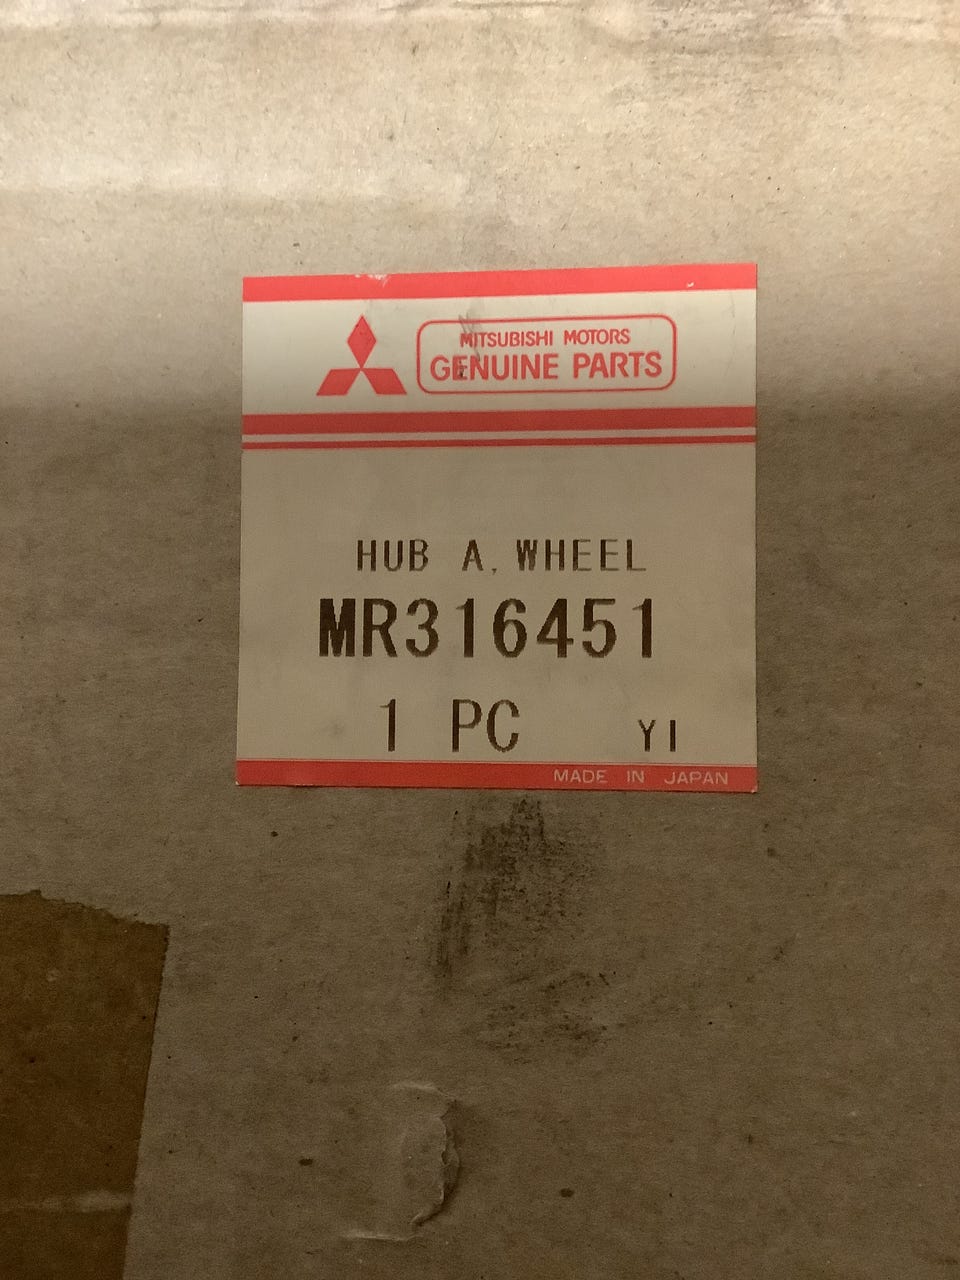 MITSUBISHI MOTORS
GENUINE PARTS
HUB A, WHEEL
MR316451
1 PC YI
MADE IN JAPAN